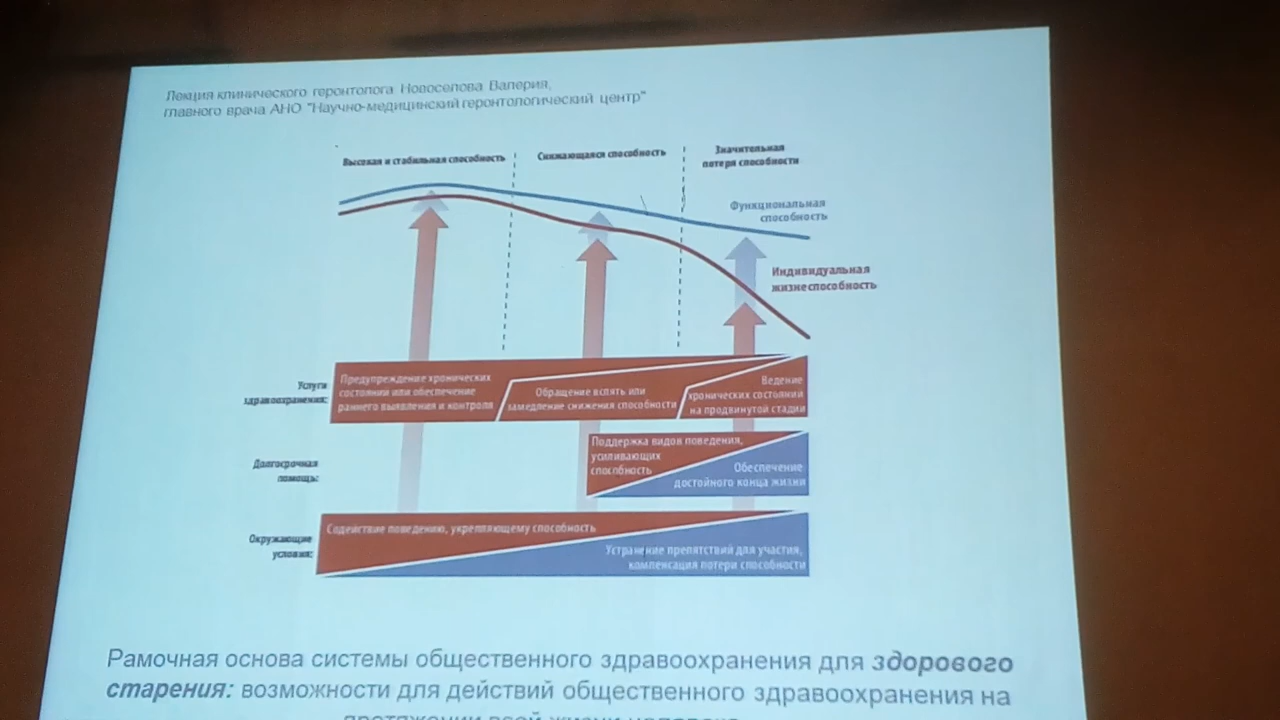 Лекция клинического геронтолога Новоселова Валерия,
главного врача АНО "Научно-медицинский геронтологический центр"
Высокая и стабильная способность
Снижающаяся способность
Значительная
потеря способности
Функциональная
способность
Индивидуальная
жизнеспособность
Услуги
здравоохранения:
Предупреждение хронических
состояний или обеспечение
раннего выявления и контроля
Обращение вспять или
замедление снижения способности
Ведение
хронических состояний
на продвинутой стадии
Долгосрочная
помощь:
Поддержка видов поведения,
усиливающих
способность
Обеспечение
достойного конца жизни
Окружающие
условия:
Содействие поведению, укрепляющему способность
Устранение препятствий для участия,
компенсация потери способности
Рамочная основа системы общественного здравоохранения для здорового
старения: возможности для действий общественного здравоохранения на
протяжении всей жизни человека